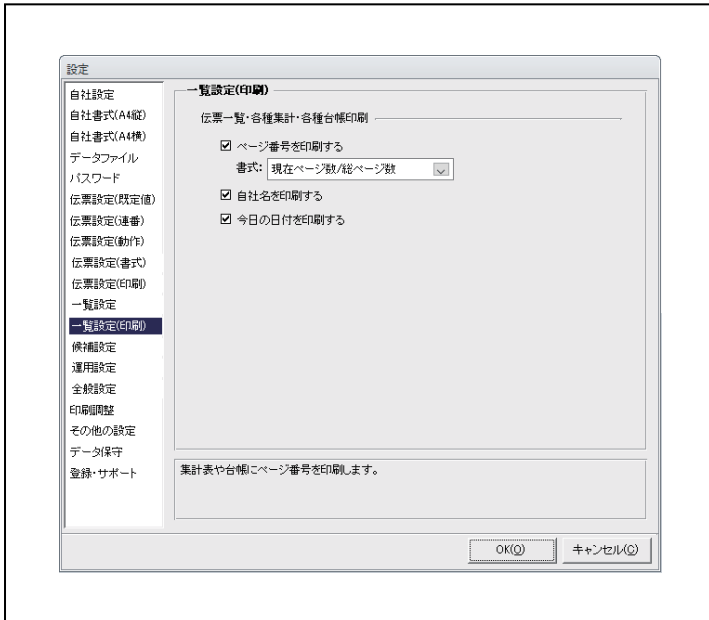 設定
自社設定
自社書式(A4縦)
自社書式(A4横)
データファイル
パスワード
伝票設定(既定値)
伝票設定(連番)
伝票設定(動作)
伝票設定(書式)
伝票設定(印刷)
一覧設定
一覧設定(印刷)
候補設定
運用設定
全般設定
印刷調整
その他の設定
データ保守
登録・サポート
一覧設定(印刷)
伝票一覧・各種集計・各種台帳印刷
ページ番号を印刷する
書式: 現在ページ数/総ページ数
自社名を印刷する
今日の日付を印刷する
集計表や台帳にページ番号を印刷します。
OK(O)
キャンセル(C)